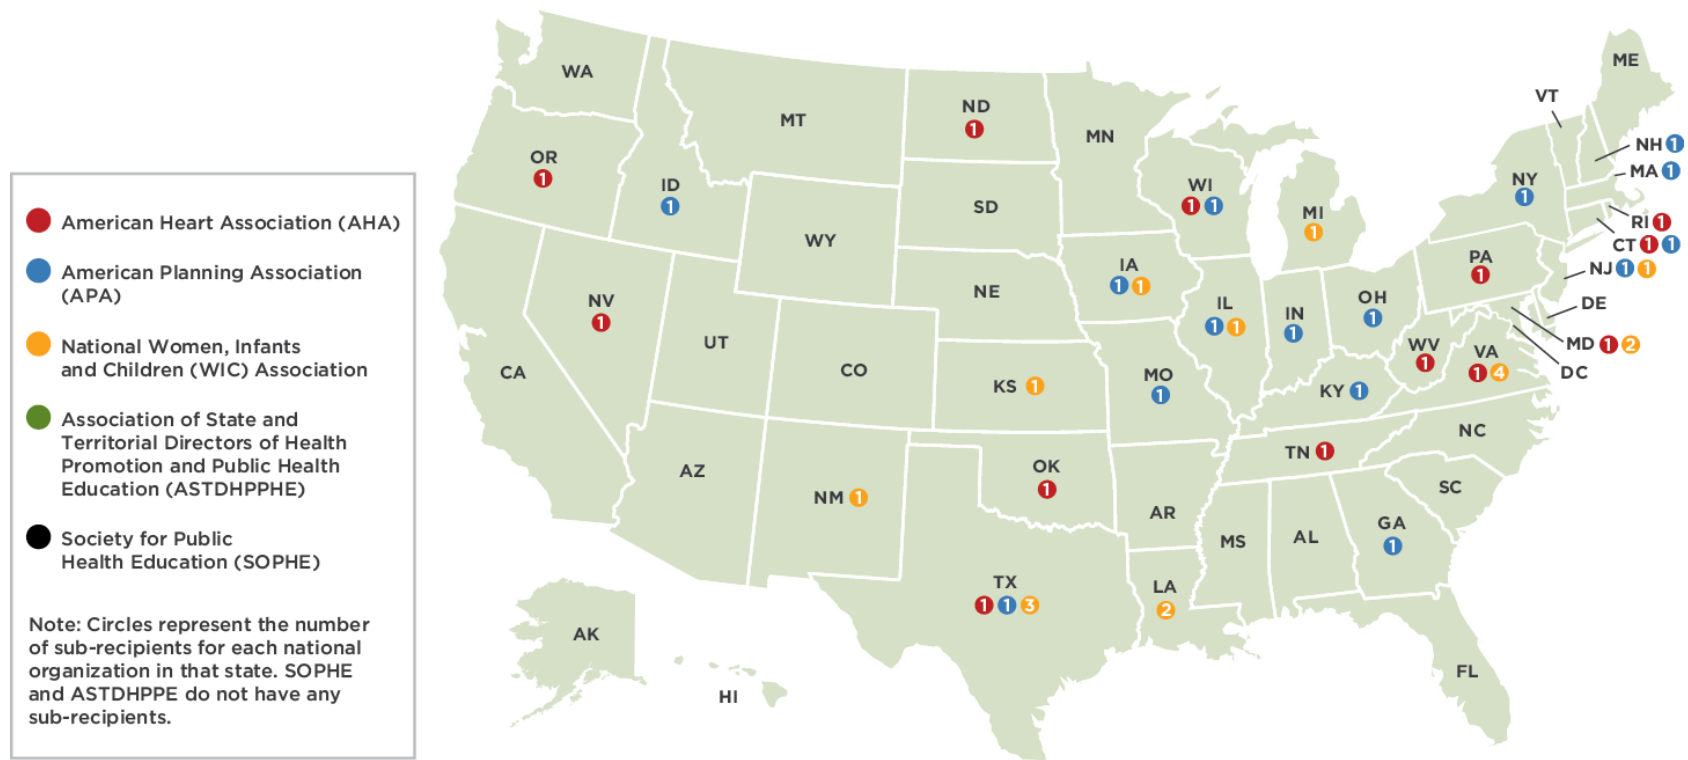 American Heart Association (AHA)
American Planning Association
(APA)
National Women, Infants
and Children (WIC) Association
Association of State and
Territorial Directors of Health
Promotion and Public Health
Education (ASTDHPPHE)
Society for Public
Health Education (SOPHE)
Note: Circles represent the number
of sub-recipients for each national
organization in that state. SOPHE
and ASTDHPPE do not have any
sub-recipients.
WA
OR
1
ID
1
MT
ND
1
MN
SD
WY
NV
1
UT
CA
CO
NE
KS 1
IA
1 1
WI
1 1
MI
1
IL
1 1
IN
1
OH
1
MO
1
KY 1
WV
1
VA
1 4
PA
1
NY
1
VT
ME
NH 1
MA 1
RI 1
CT 1 1
NJ 1 1
DE
MD 1 2
DC
TN 1
NC
SC
GA
1
AL
MS
AR
LA
2
OK
1
TX
1 1 3
NM 1
AZ
FL
AK
HI